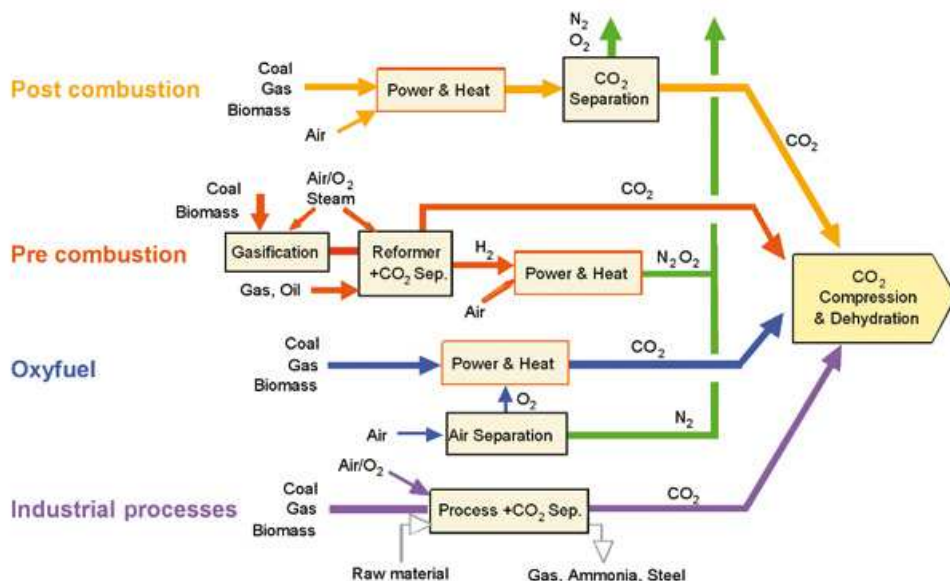 N₂
O₂
Coal
Gas
Biomass
Post combustion
Power & Heat
CO₂
Separation
Air
CO₂
Air/O₂
Steam
Coal
Biomass
CO₂
Pre combustion
Gasification
Reformer
+CO₂ Sep.
H₂
Power & Heat
N₂ O₂
Gas, Oil
Air
CO₂
Compression
& Dehydration
Coal
Gas
Biomass
Oxyfuel
Power & Heat
CO₂
O₂
Air
Air Separation
N₂
Air/O₂
Coal
Gas
Biomass
Industrial processes
Process +CO₂ Sep.
CO₂
Raw material
Gas, Ammonia, Steel